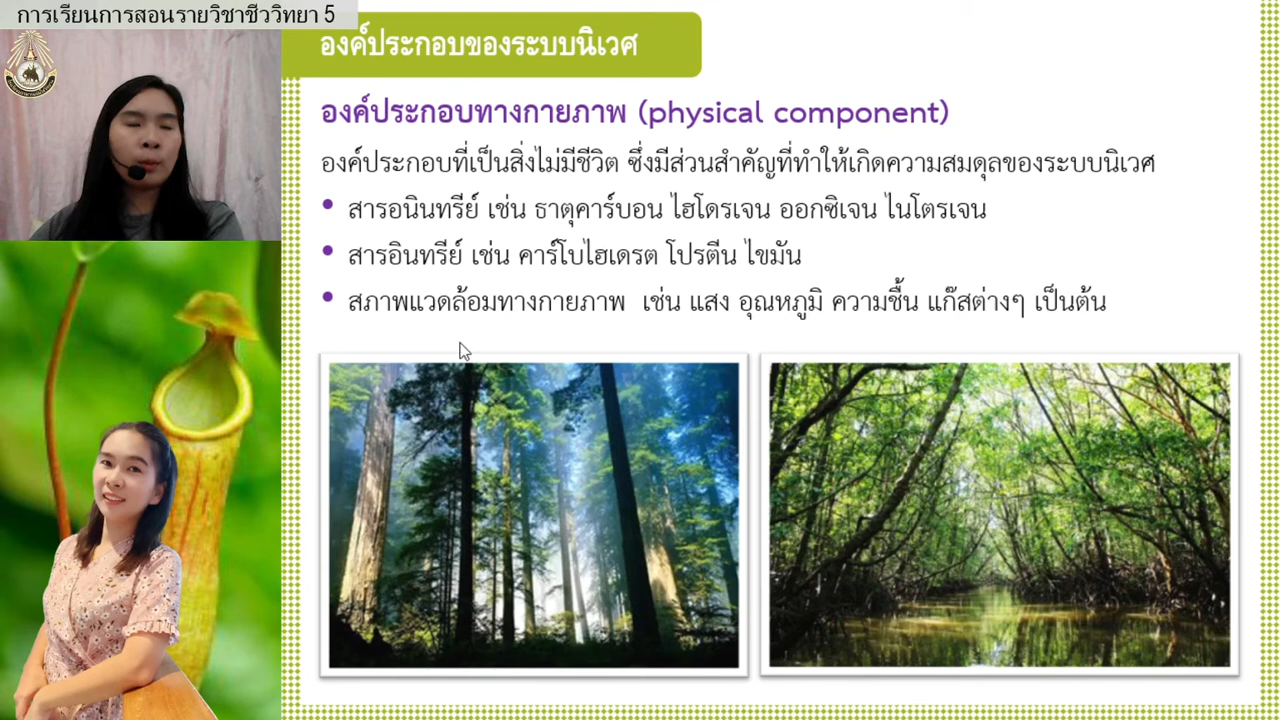 การเรียนการสอนรายวิชาชีววิทยา 5
องค์ประกอบของระบบนิเวศ
องค์ประกอบทางกายภาพ (physical component)
องค์ประกอบที่เป็นสิ่งไม่มีชีวิต ซึ่งมีส่วนสำคัญที่ทำให้เกิดความสมดุลของระบบนิเวศ
• สารอนินทรีย์ เช่น ธาตุคาร์บอน ไฮโดรเจน ออกซิเจน ไนโตรเจน
• สารอินทรีย์ เช่น คาร์โบไฮเดรต โปรตีน ไขมัน
• สภาพแวดล้อมทางกายภาพ เช่น แสง อุณหภูมิ ความชื้น แก๊สต่างๆ เป็นต้น